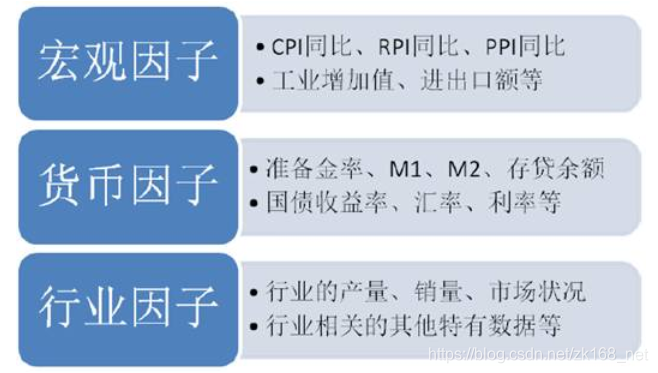 宏观因子
• CPI同比、RPI同比、PPI同比
• 工业增加值、进出口额等
货币因子
• 准备金率、M1、M2、存贷余额
• 国债收益率、汇率、利率等
行业因子
• 行业的产量、销量、市场状况
• 行业相关的其他特有数据等
https://blog.csdn.net/zk168_net